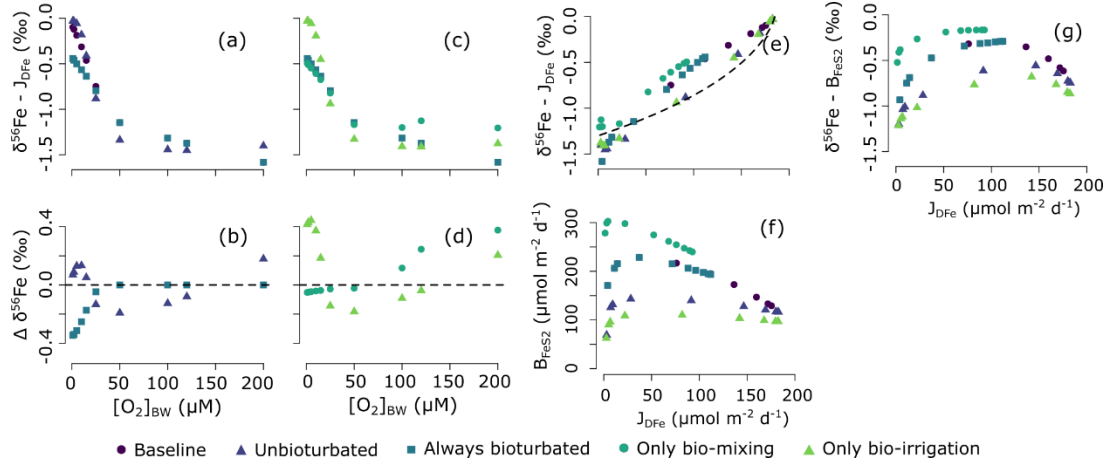 (a)
δ⁵⁶Fe - J_DFe (‰)
0.0
-0.5
-1.0
-1.5
(b)
Δ δ⁵⁶Fe (‰)
0.4
0.0
-0.4
0 50 100 150 200
[O₂]_BW (µM)
(c)
(d)
0 50 100 150 200
[O₂]_BW (µM)
(e)
δ⁵⁶Fe - J_DFe (‰)
0.0
-0.5
-1.0
-1.5
(f)
B_FeS2 (µmol m⁻² d⁻¹)
300
200
100
0
0 50 100 150 200
J_DFe (µmol m⁻² d⁻¹)
(g)
δ⁵⁶Fe - B_FeS2 (‰)
0.0
-0.5
-1.0
-1.5
0 50 100 150 200
J_DFe (µmol m⁻² d⁻¹)
Baseline Unbioturbated Always bioturbated Only bio-mixing Only bio-irrigation